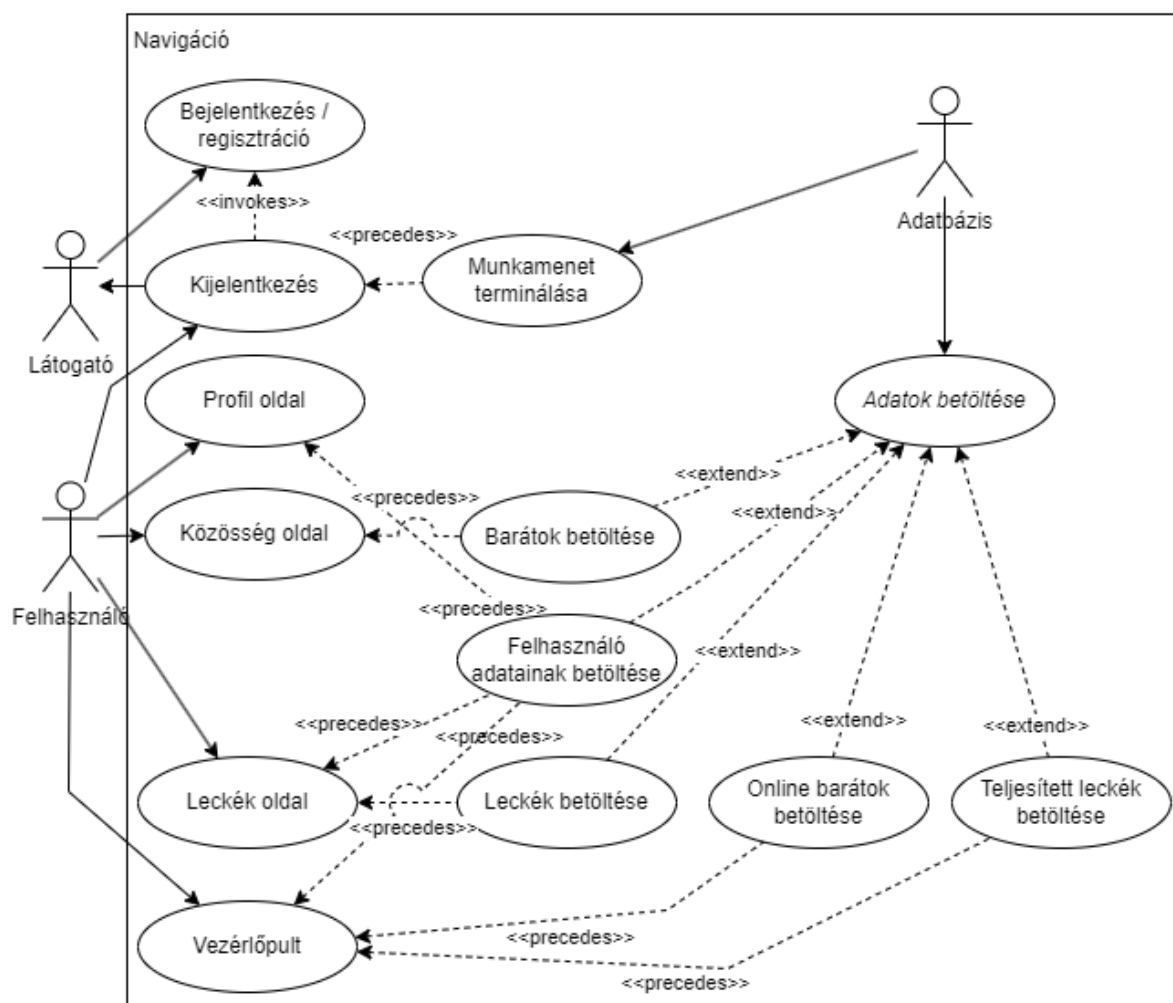 Navigáció
Bejelentkezés /
regisztráció
<<invokes>>
<<precedes>>
Adatbázis
Kijelentkezés
Munkamenet
terminálása
Látogató
Profil oldal
Adatok betöltése
<<extend>>
<<precedes>>
<<extend>>
Közösség oldal
Barátok betöltése
Felhasználó
<<precedes>>
Felhasználó
adatainak betöltése
<<extend>>
<<precedes>>
<<precedes>>
<<extend>>
<<extend>>
Leckék oldal
Leckék betöltése
Online barátok
betöltése
Teljesített leckék
betöltése
<<precedes>>
Vezérlőpult
<<precedes>>
<<precedes>>